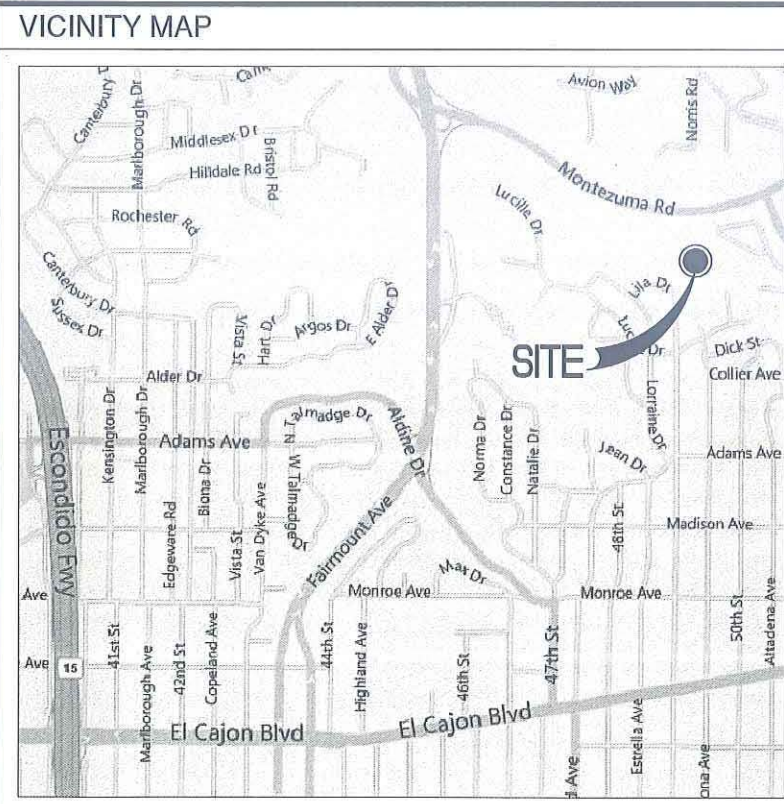 VICINITY MAP
Canterbury D
Marlborough Dr
Avion Way
Norris Rd
Middlesex Dr
Bristol Rd
Hilldale Rd
Montezuma Rd
Lucille Dr
Rochester Rd
Canterbury Dr
Sussex Dr
Vista St
Hart Dr
Argos Dr
E Alder Dr
Lila Dr
Luc Dr
SITE
Dick St
Collier Ave
Alder Dr
Kensington Dr
Marlborough Dr
Talmadge Dr
Aldine Dr
Lorraine Dr
Adams Ave
Norma Dr
Constance Dr
Natalie Dr
Jean Dr
Adams Ave
Escondido Fwy
Biona Dr
W Talmadge Dr
Edgeware Rd
Vista St
Van Dyke Ave
Fairmount Ave
48th St
Madison Ave
Max Dr
Ave
Monroe Ave
Monroe Ave
50th St
Altadena Ave
Ave
15
41st St
Marlborough Ave
42nd St
Copeland Ave
44th St
Highland Ave
46th St
47th St
El Cajon Blvd
El Cajon Blvd
Estrella Ave
d Ave
ona Ave